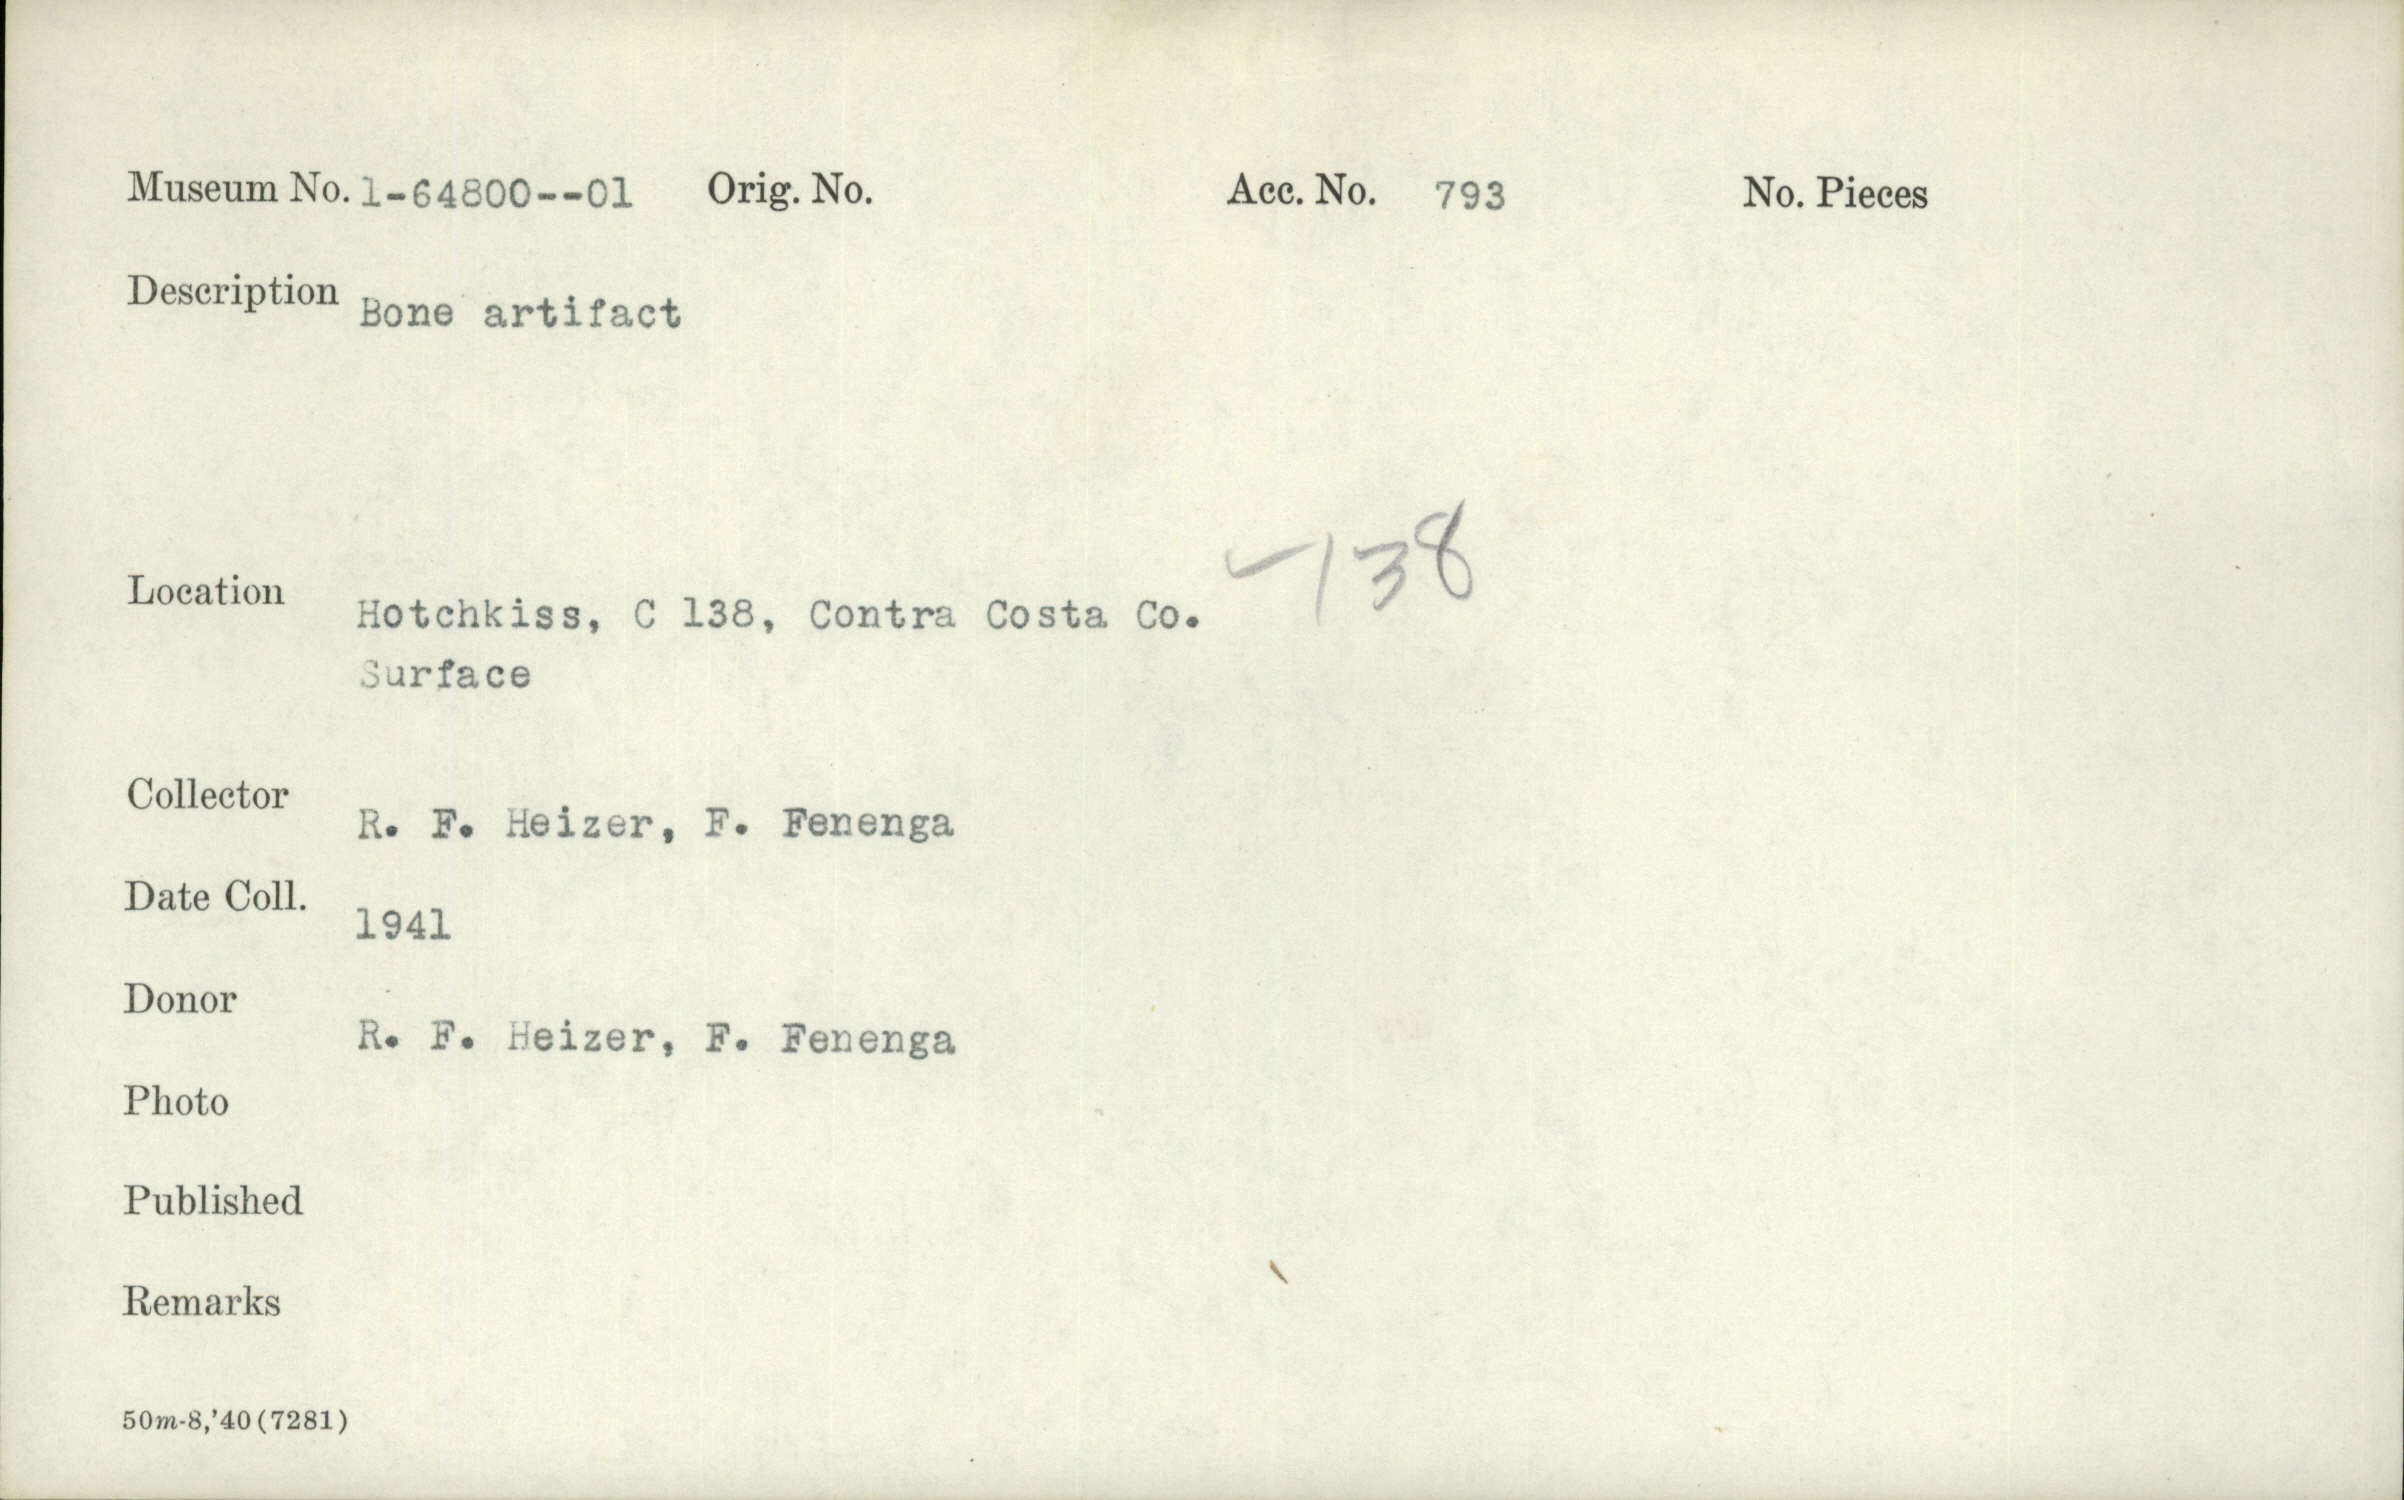 Museum No. 1-64800--01 Orig. No. Acc. No. 793 No. Pieces
Description Bone artifact
-138
Location Hotchkiss, C 138, Contra Costa Co.
Surface
Collector R. F. Heizer, F. Fenenga
Date Coll. 1941
Donor R. F. Heizer, F. Fenenga
Photo
Published
Remarks
50m-8,'40(7281)